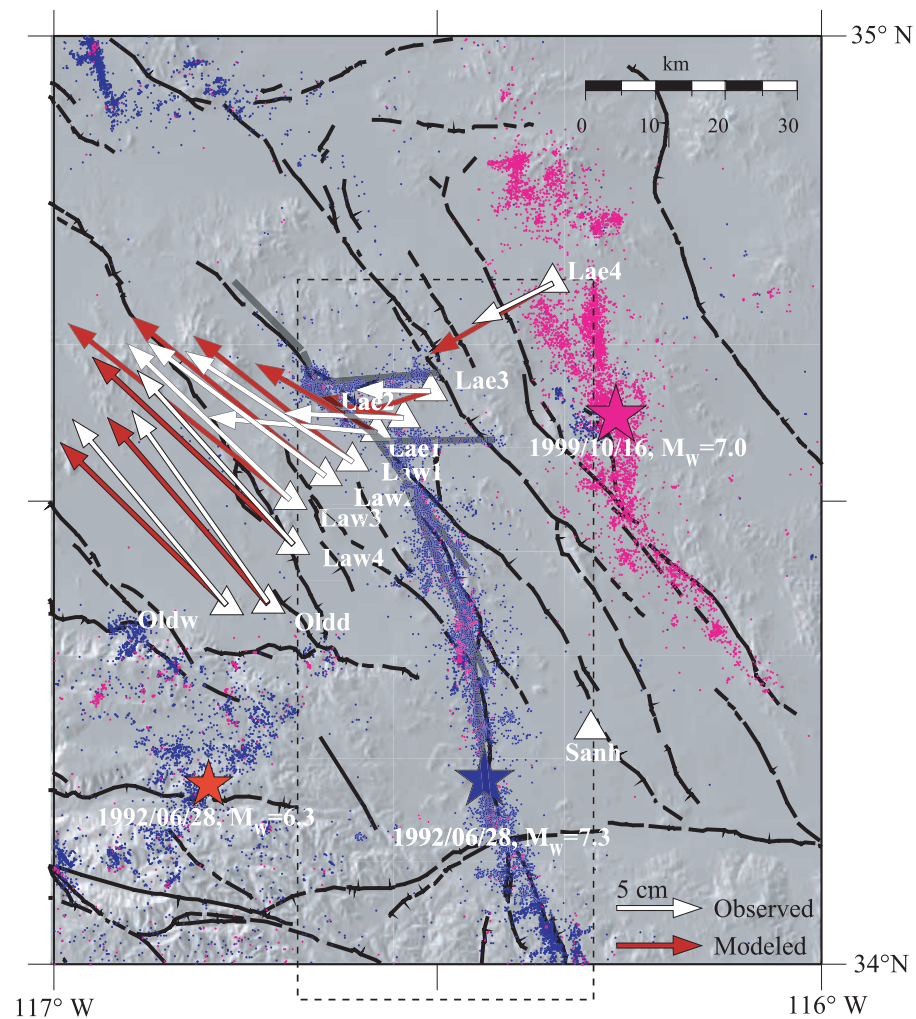 35° N
km
0 10 20 30
Lae4
Lae3
Lae2
Lae1
1999/10/16, MW=7.0
Law1
Law2
Law3
Law4
Oldw
Oldd
Sanh
1992/06/28, MW=6.3
1992/06/28, MW=7.3
5 cm
Observed
Modeled
34°N
117° W
116° W